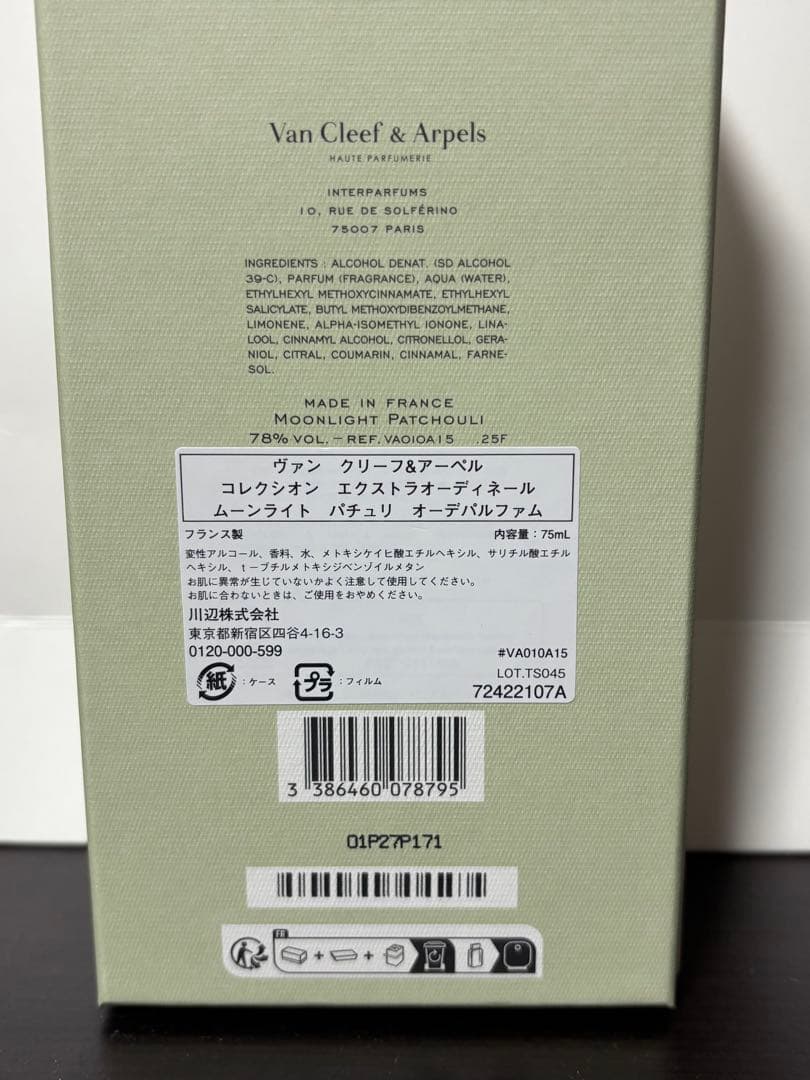 Van Cleef & Arpels
HAUTE PARFUMERIE
INTERPARFUMS
10, RUE DE SOLFÉRINO
75007 PARIS
INGREDIENTS : ALCOHOL DENAT. (SD ALCOHOL
39-C), PARFUM (FRAGRANCE), AQUA (WATER),
ETHYLHEXYL METHOXYCINNAMATE, ETHYLHEXYL
SALICYLATE, BUTYL METHOXYDIBENZOYLMETHANE,
LIMONENE, ALPHA-ISOMETHYL IONONE, LINA-
LOOL, CINNAMYL ALCOHOL, CITRONELLOL, GERA-
NIOL, CITRAL, COUMARIN, CINNAMAL, FARNE-
SOL.
MADE IN FRANCE
MOONLIGHT PATCHOULI
78% VOL. – REF. VA010A15 .25F
ヴァン クリーフ&アーペル
コレクシオン エクストラオーディネール
ムーンライト パチュリ オーデパルファム
フランス製 内容量：75mL
変性アルコール、香料、水、メトキシケイヒ酸エチルヘキシル、サリチル酸エチル
ヘキシル、t－ブチルメトキシジベンゾイルメタン
お肌に異常が生じていないかよく注意して使用してください。
お肌に合わないときは、ご使用をおやめください。
川辺株式会社
東京都新宿区四谷4-16-3
0120-000-599 #VA010A15
紙：ケース プラ：フィルム LOT.TS045
72422107A
3 386460 078795
01P27P171
FR